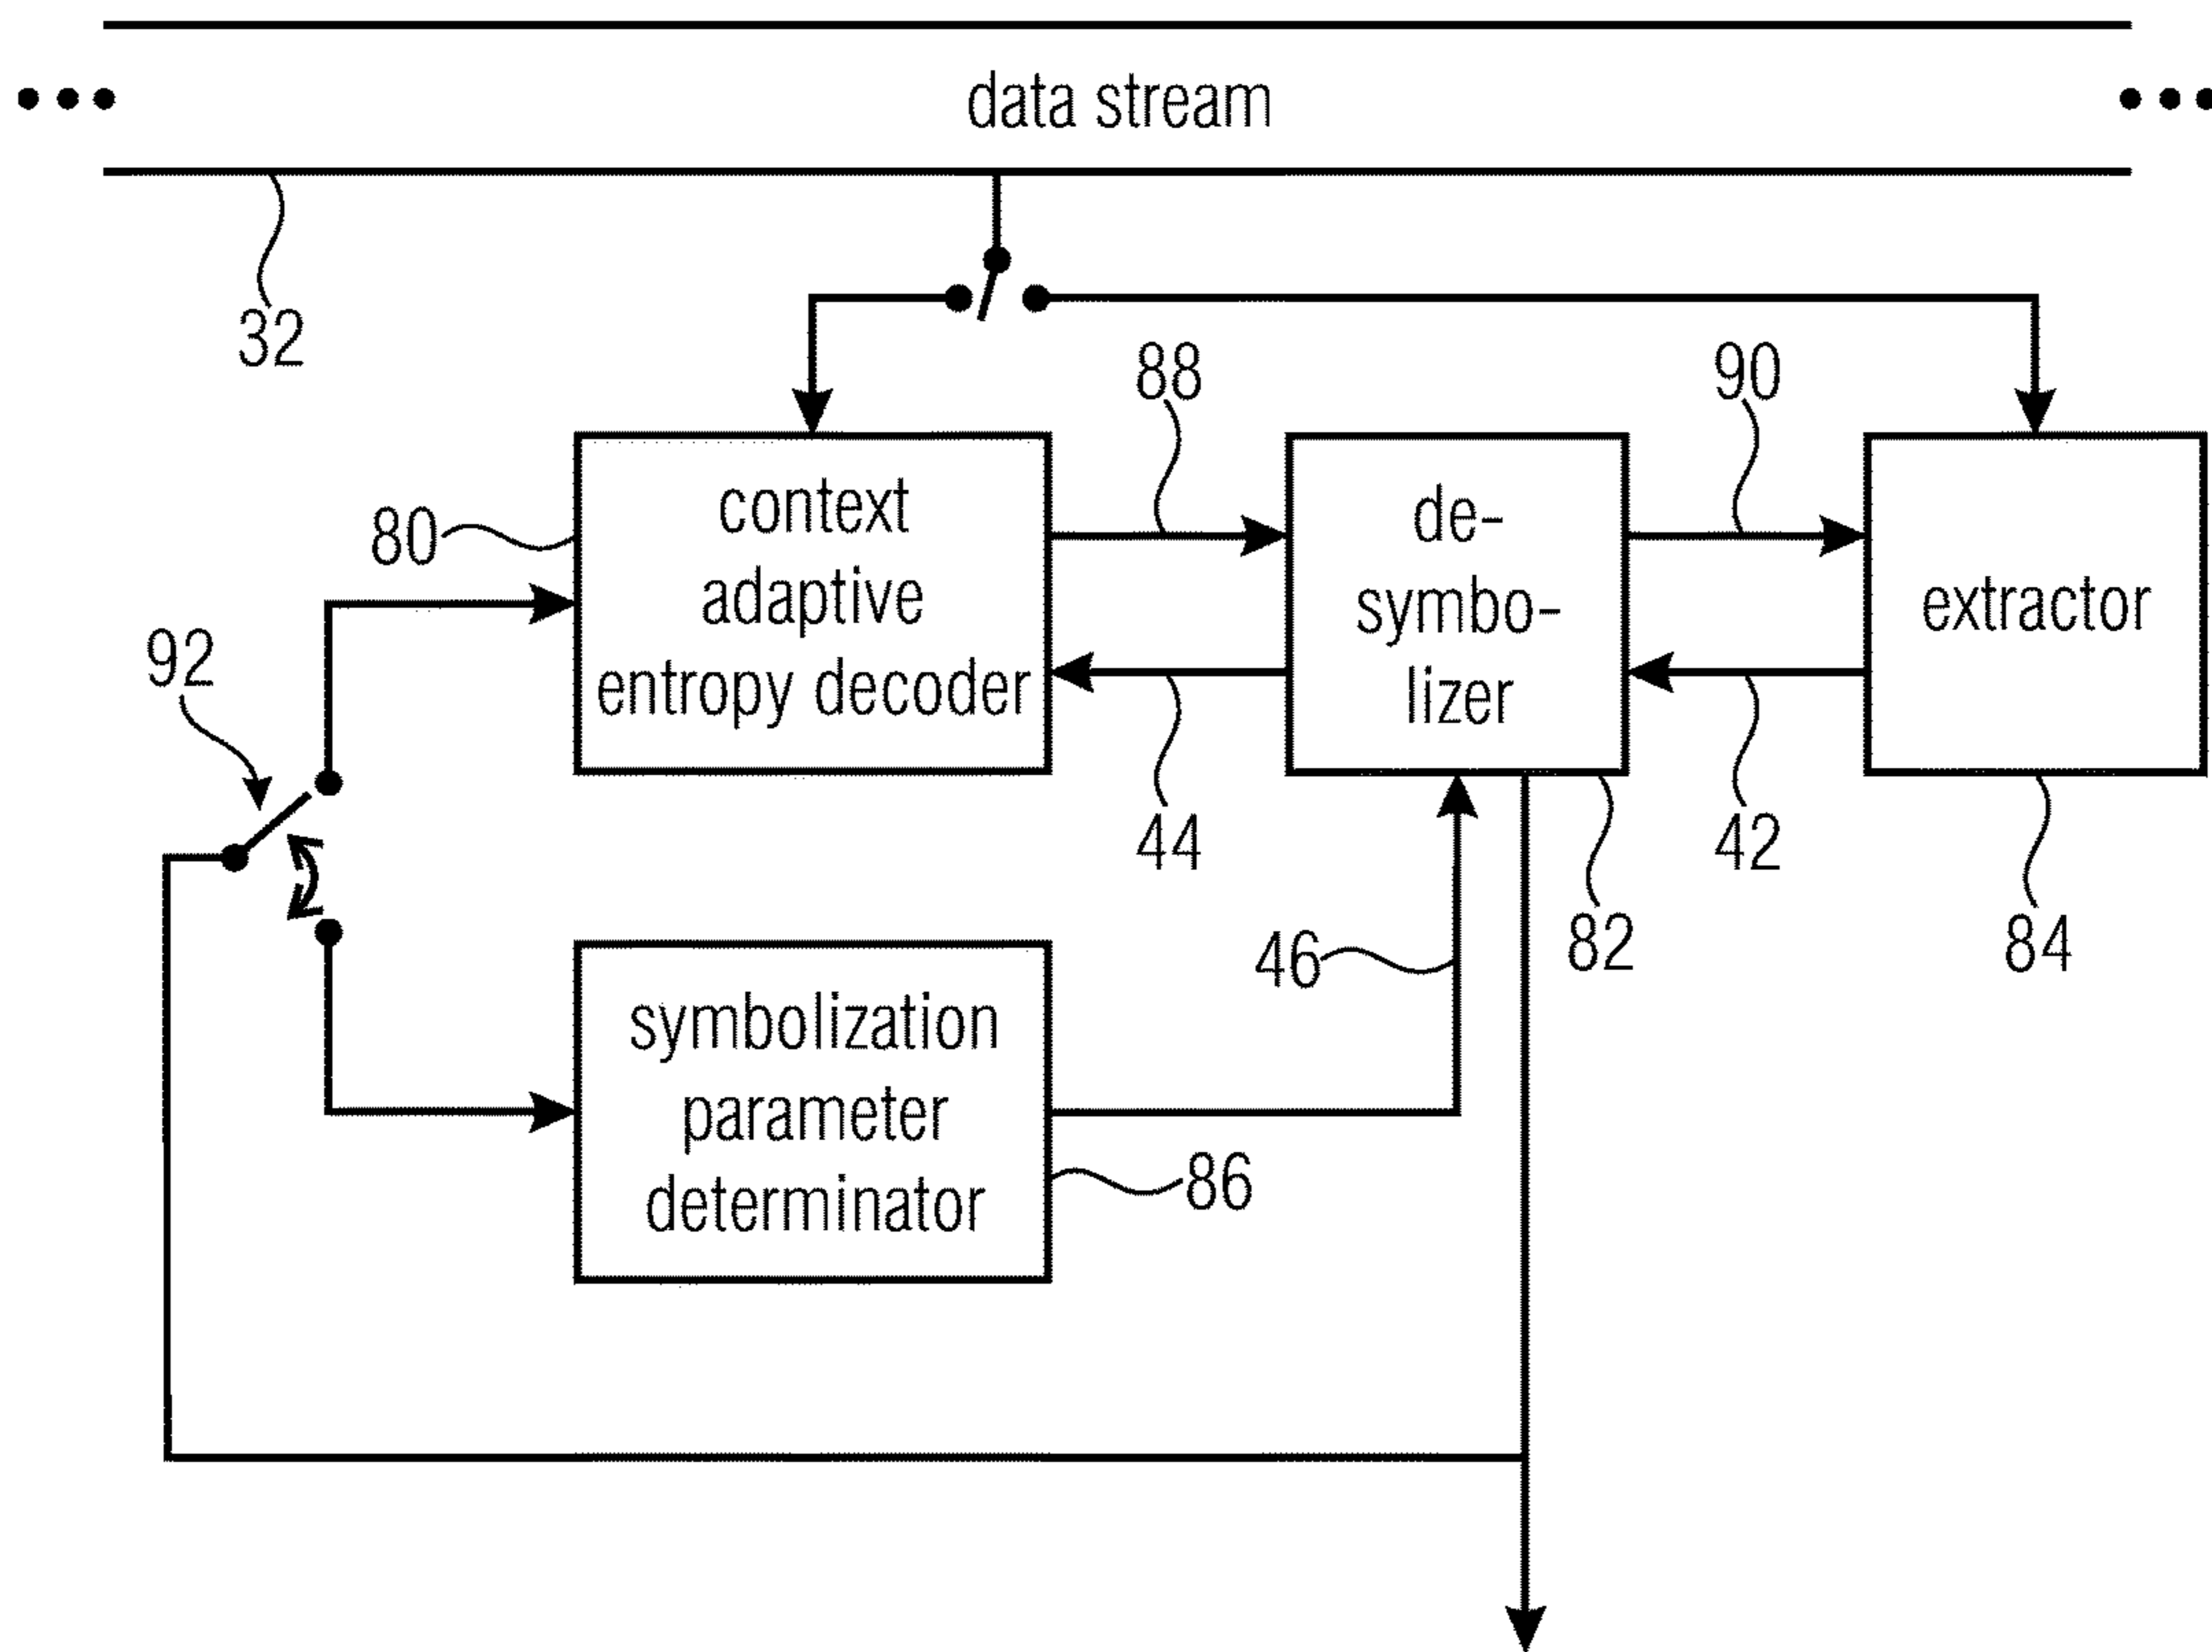 data stream
32
88
90
80
context
adaptive
entropy decoder
de-
symbo-
lizer
extractor
92
44
42
46
82
84
symbolization
parameter
determinator
86